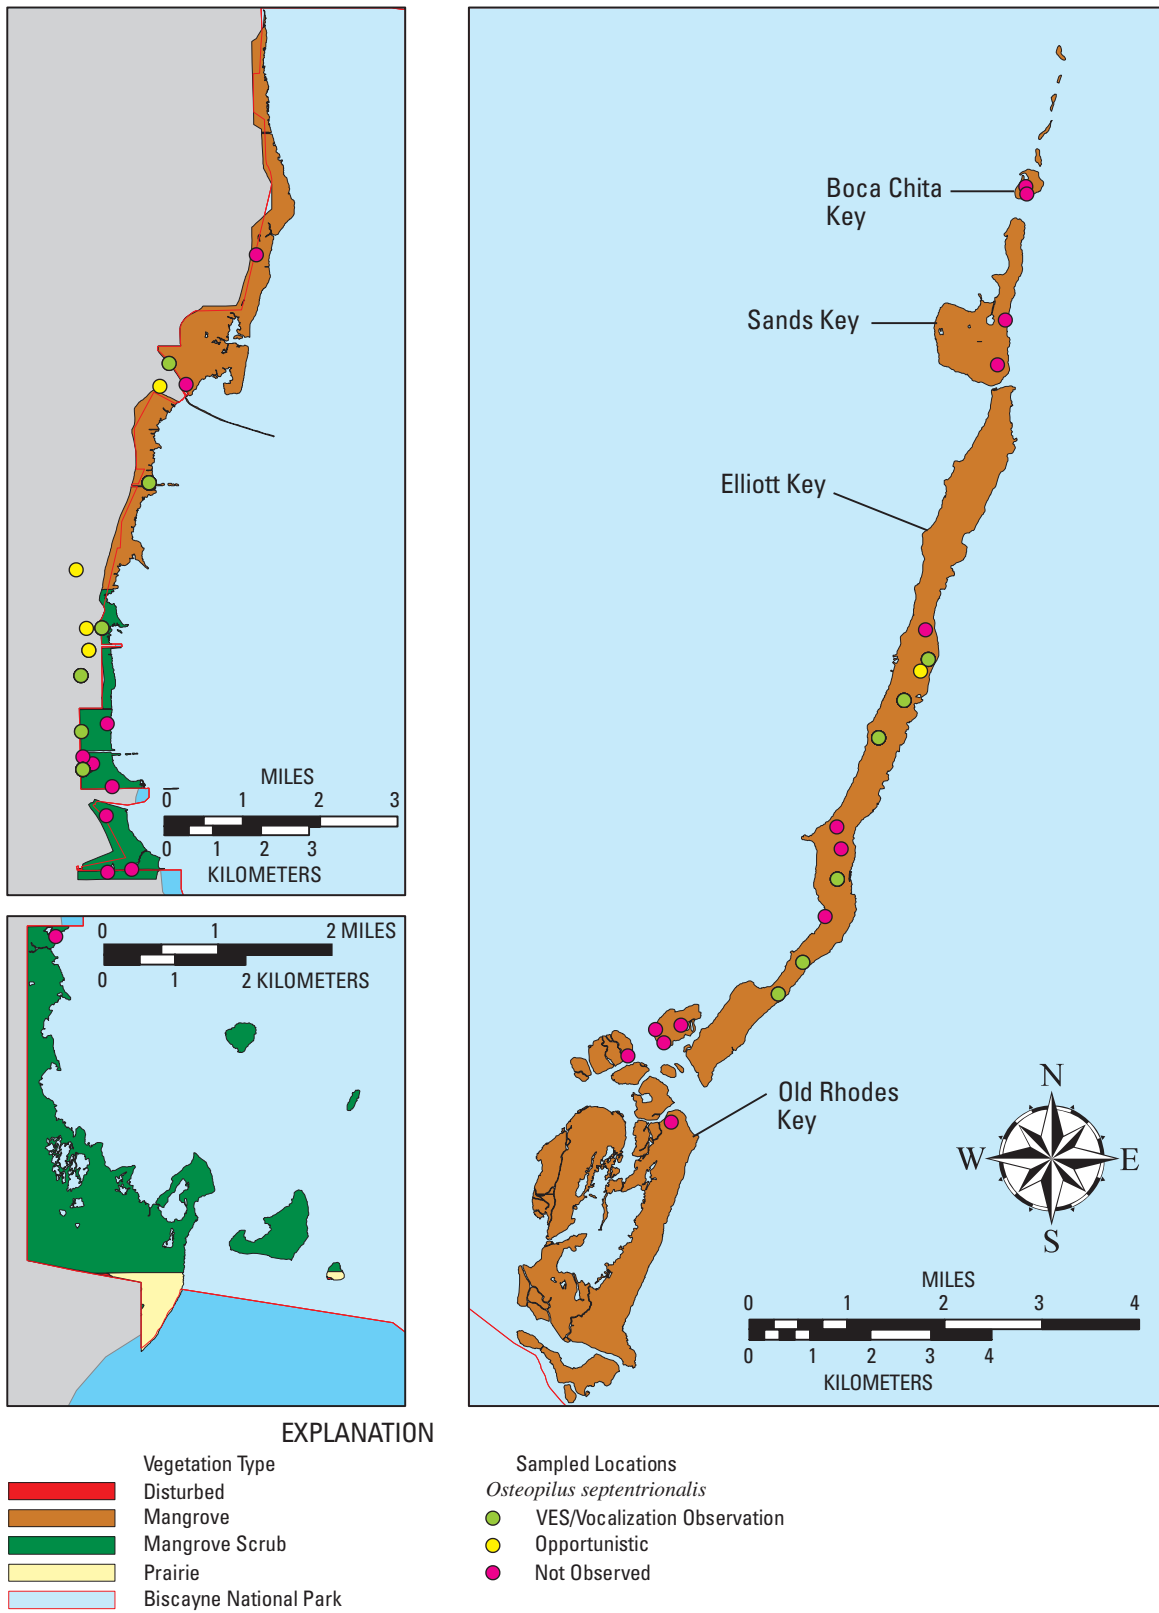 MILES
0 1 2 3
0 1 2 3
KILOMETERS
0 1 2 MILES
0 1 2 KILOMETERS
Boca Chita
Key
Sands Key
Elliott Key
Old Rhodes
Key
N
W E
S
MILES
0 1 2 3 4
0 1 2 3 4
KILOMETERS
EXPLANATION
Vegetation Type
Disturbed
Mangrove
Mangrove Scrub
Prairie
Biscayne National Park
Sampled Locations
Osteopilus septentrionalis
VES/Vocalization Observation
Opportunistic
Not Observed